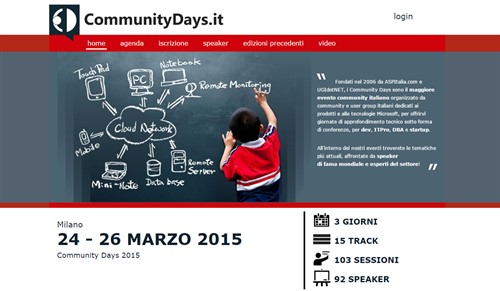 CommunityDays.it
login
home agenda iscrizione speaker edizioni precedenti video
TouchPad
PC
Notebook
Remote Monitoring
Cloud Network
Mobile
Mini-Note
Data base
Remote
Server
" Fondati nel 2006 da ASPItalia.com e
UGIdotNET, i Community Days sono il maggiore
evento community italiano organizzato da
community e user group italiani dedicati ai
prodotti e alle tecnologie Microsoft, per offrirvi
giornate di approfondimento tecnico sotto forma
di conferenze, per dev, ITPro, DBA e startup.
All'interno dei nostri eventi troverete le tematiche
più attuali, affrontate da speaker
di fama mondiale e esperti del settore! "
Milano
24 - 26 MARZO 2015
Community Days 2015
3 GIORNI
15 TRACK
103 SESSIONI
92 SPEAKER